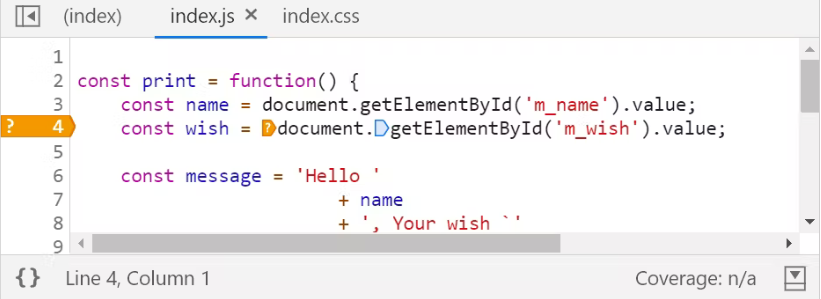 (index) index.js × index.css
1
2 const print = function() {
3 const name = document.getElementById('m_name').value;
? 4 const wish = ?document.getElementById('m_wish').value;
5
6 const message = 'Hello '
7 + name
8 + ', Your wish `'
9
{} Line 4, Column 1 Coverage: n/a